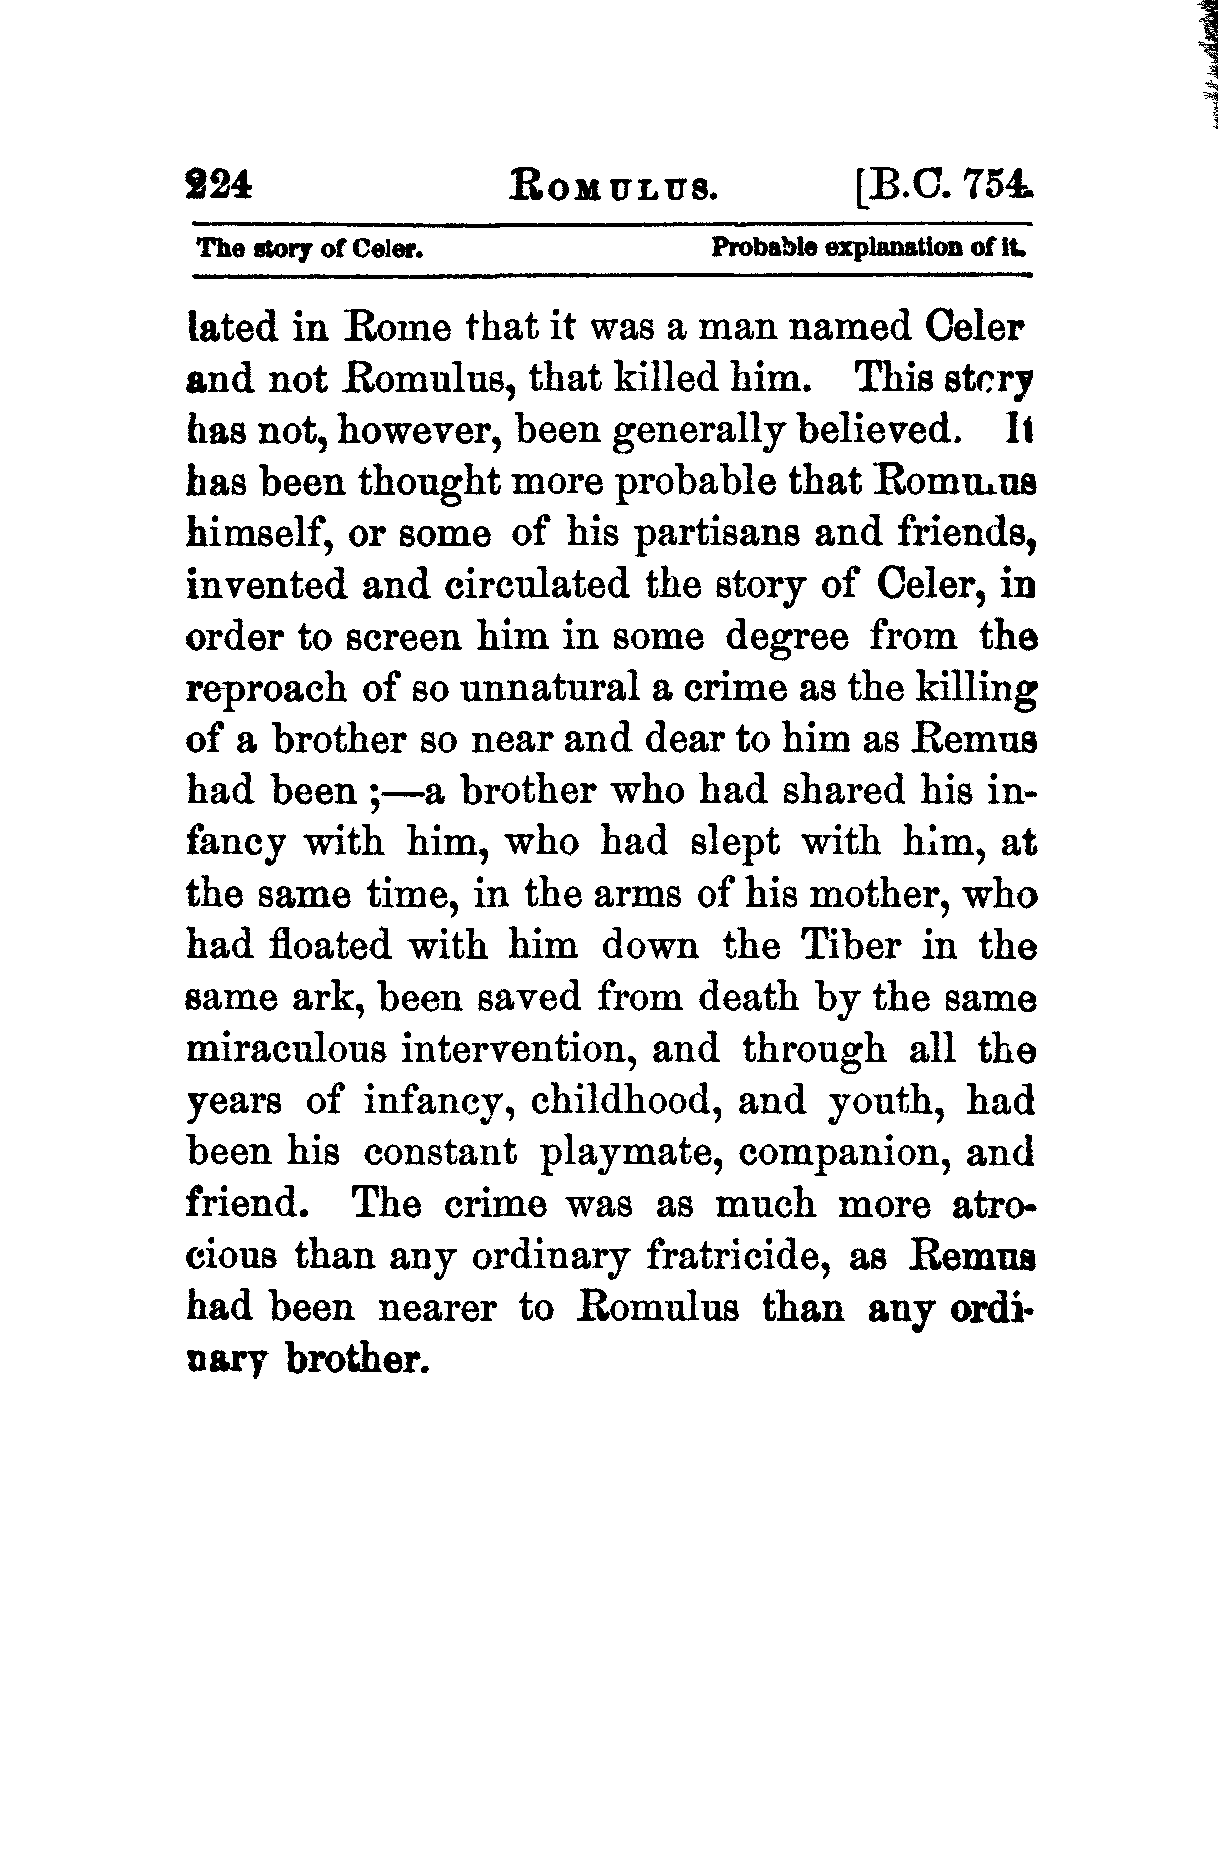 224 ROMULUS. [B.C. 754.
The story of Celer. Probable explanation of it.
lated in Rome that it was a man named Celer
and not Romulus, that killed him. This story
has not, however, been generally believed. It
has been thought more probable that Romulus
himself, or some of his partisans and friends,
invented and circulated the story of Celer, in
order to screen him in some degree from the
reproach of so unnatural a crime as the killing
of a brother so near and dear to him as Remus
had been ;—a brother who had shared his in-
fancy with him, who had slept with him, at
the same time, in the arms of his mother, who
had floated with him down the Tiber in the
same ark, been saved from death by the same
miraculous intervention, and through all the
years of infancy, childhood, and youth, had
been his constant playmate, companion, and
friend. The crime was as much more atro-
cious than any ordinary fratricide, as Remus
had been nearer to Romulus than any ordi-
nary brother.